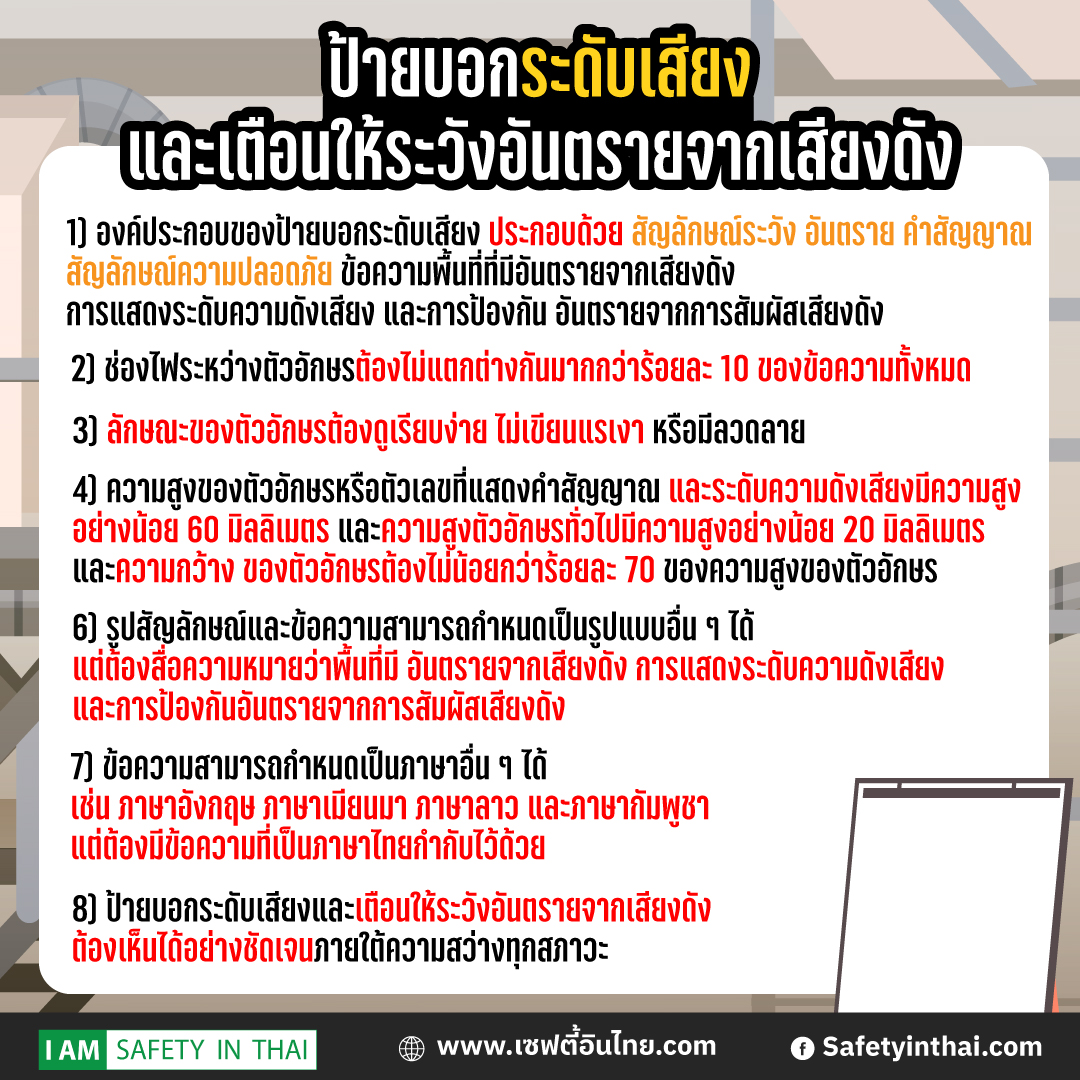 ป้ายบอกระดับเสียง
และเตือนให้ระวังอันตรายจากเสียงดัง
1) องค์ประกอบของป้ายบอกระดับเสียง ประกอบด้วย สัญลักษณ์ระวัง อันตราย คำสัญญาณ
สัญลักษณ์ความปลอดภัย ข้อความพื้นที่ที่มีอันตรายจากเสียงดัง
การแสดงระดับความดังเสียง และการป้องกัน อันตรายจากการสัมผัสเสียงดัง
2) ช่องไฟระหว่างตัวอักษรต้องไม่แตกต่างกันมากกว่าร้อยละ 10 ของข้อความทั้งหมด
3) ลักษณะของตัวอักษรต้องดูเรียบง่าย ไม่เขียนแรเงา หรือมีลวดลาย
4) ความสูงของตัวอักษรหรือตัวเลขที่แสดงคำสัญญาณ และระดับความดังเสียงมีความสูง
อย่างน้อย 60 มิลลิเมตร และความสูงตัวอักษรทั่วไปมีความสูงอย่างน้อย 20 มิลลิเมตร
และความกว้าง ของตัวอักษรต้องไม่น้อยกว่าร้อยละ 70 ของความสูงของตัวอักษร
6) รูปสัญลักษณ์และข้อความสามารถกำหนดเป็นรูปแบบอื่น ๆ ได้
แต่ต้องสื่อความหมายว่าพื้นที่มี อันตรายจากเสียงดัง การแสดงระดับความดังเสียง
และการป้องกันอันตรายจากการสัมผัสเสียงดัง
7) ข้อความสามารถกำหนดเป็นภาษาอื่น ๆ ได้
เช่น ภาษาอังกฤษ ภาษาเมียนมา ภาษาลาว และภาษากัมพูชา
แต่ต้องมีข้อความที่เป็นภาษาไทยกำกับไว้ด้วย
8) ป้ายบอกระดับเสียงและเตือนให้ระวังอันตรายจากเสียงดัง
ต้องเห็นได้อย่างชัดเจนภายใต้ความสว่างทุกสภาวะ
I AM SAFETY IN THAI www.เซฟตี้อินไทย.com Safetyinthai.com